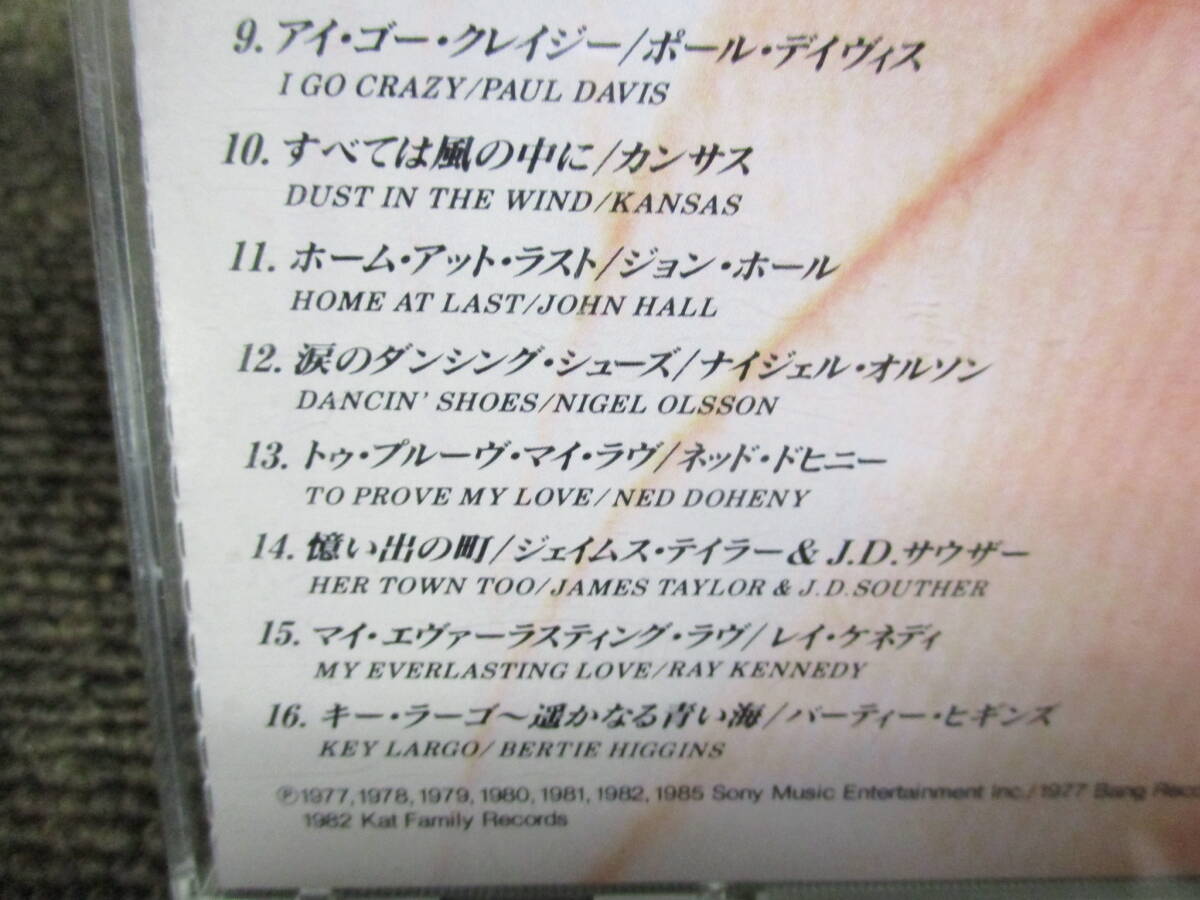 9. アイ・ゴー・クレイジー/ポール・デイヴィス
I GO CRAZY/PAUL DAVIS
10. すべては風の中に/カンサス
DUST IN THE WIND/KANSAS
11. ホーム・アット・ラスト/ジョン・ホール
HOME AT LAST/JOHN HALL
12. 涙のダンシング・シューズ/ナイジェル・オルソン
DANCIN' SHOES/NIGEL OLSSON
13. トゥ・プルーヴ・マイ・ラヴ/ネッド・ドヒニー
TO PROVE MY LOVE/NED DOHENY
14. 憶い出の町/ジェイムス・テイラー & J.D.サウザー
HER TOWN TOO/JAMES TAYLOR & J.D.SOUTHER
15. マイ・エヴァーラスティング・ラヴ/レイ・ケネディ
MY EVERLASTING LOVE/RAY KENNEDY
16. キー・ラーゴ〜遥かなる青い海/バーティー・ヒギンズ
KEY LARGO/BERTIE HIGGINS
℗1977, 1978, 1979, 1980, 1981, 1982, 1985 Sony Music Entertainment Inc./1977 Bang
1982 Kat Family Records